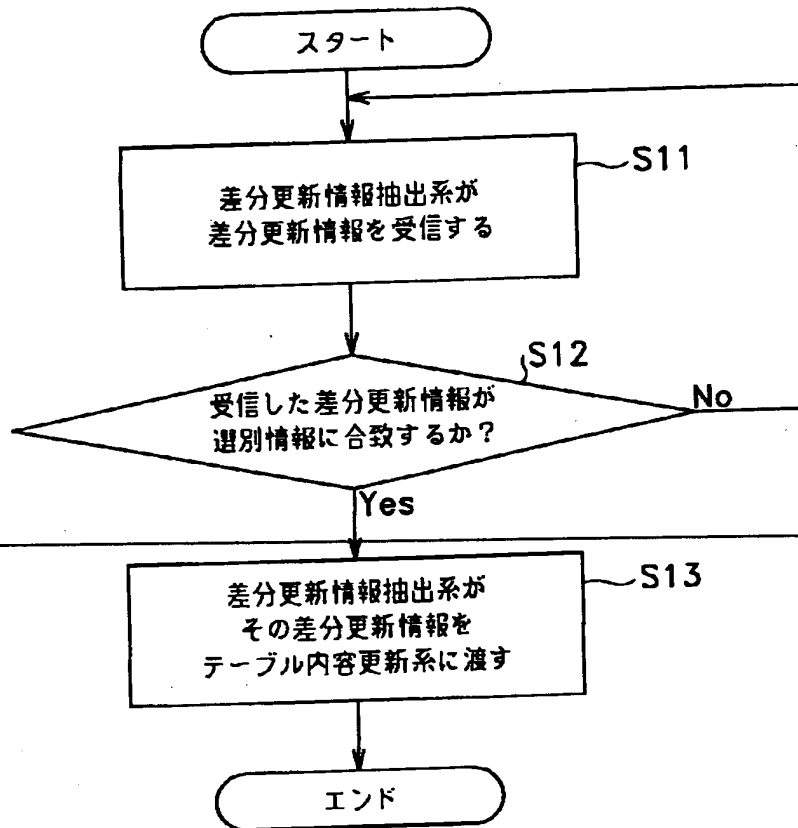 スタート
差分更新情報抽出系が
差分更新情報を受信する
S11
受信した差分更新情報が
選別情報に合致するか?
S12
No
Yes
差分更新情報抽出系が
その差分更新情報を
テーブル内容更新系に渡す
S13
エンド